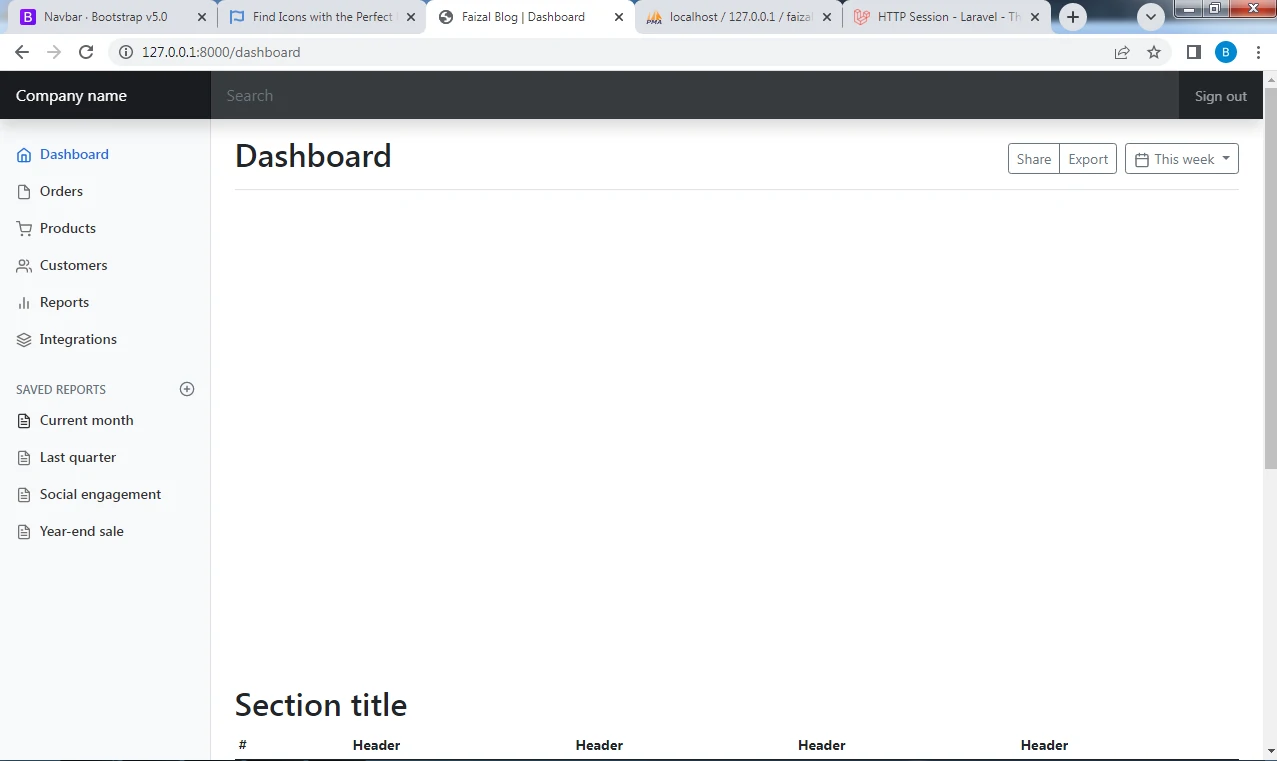 Navbar · Bootstrap v5.0
Find Icons with the Perfect
Faizal Blog | Dashboard
localhost / 127.0.0.1 / faizal
HTTP Session - Laravel - Th
127.0.0.1:8000/dashboard
B
Company name
Search
Sign out
Dashboard
Orders
Products
Customers
Reports
Integrations
SAVED REPORTS
Current month
Last quarter
Social engagement
Year-end sale
Dashboard
Share
Export
This week
Section title
# Header Header Header Header